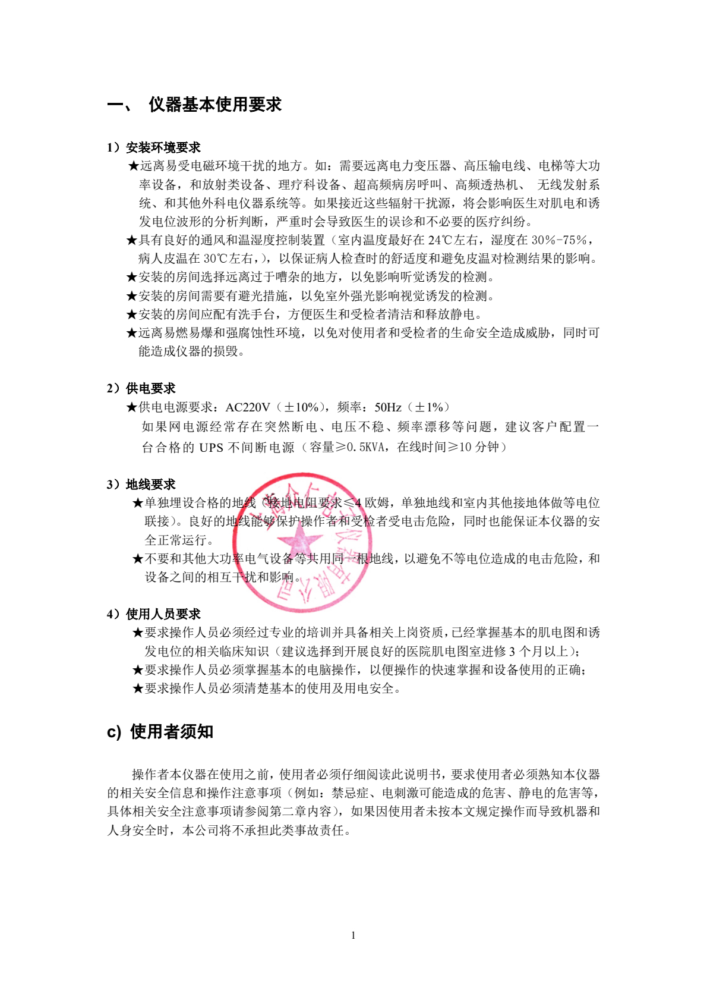 一、 仪器基本使用要求
1）安装环境要求
★远离易受电磁环境干扰的地方。如：需要远离电力变压器、高压输电线、电梯等大功
率设备，和放射类设备、理疗科设备、超高频病房呼叫、高频透热机、 无线发射系
统、和其他外科电仪器系统等。如果接近这些辐射干扰源，将会影响医生对肌电和诱
发电位波形的分析判断，严重时会导致医生的误诊和不必要的医疗纠纷。
★具有良好的通风和温湿度控制装置（室内温度最好在 24℃左右，湿度在 30%-75%，
病人皮温在 30℃左右，），以保证病人检查时的舒适度和避免皮温对检测结果的影响。
★安装的房间选择远离过于嘈杂的地方，以免影响听觉诱发的检测。
★安装的房间需要有避光措施，以免室外强光影响视觉诱发的检测。
★安装的房间应配有洗手台，方便医生和受检者清洁和释放静电。
★远离易燃易爆和强腐蚀性环境，以免对使用者和受检者的生命安全造成威胁，同时可
能造成仪器的损毁。
2）供电要求
★供电电源要求：AC220V（±10%），频率：50Hz（±1%）
如果网电源经常存在突然断电、电压不稳、频率漂移等问题，建议客户配置一
台合格的 UPS 不间断电源（容量≥0.5KVA，在线时间≥10 分钟）
3）地线要求
★单独埋设合格的地线（接地电阻要求≤4 欧姆，单独地线和室内其他接地体做等电位
联接）。良好的地线能够保护操作者和受检者受电击危险，同时也能保证本仪器的安
全正常运行。
★不要和其他大功率电气设备等共用同一根地线，以避免不等电位造成的电击危险，和
设备之间的相互干扰和影响。
上海众仁电子仪器有限公司
4）使用人员要求
★要求操作人员必须经过专业的培训并具备相关上岗资质，已经掌握基本的肌电图和诱
发电位的相关临床知识（建议选择到开展良好的医院肌电图室进修 3 个月以上）；
★要求操作人员必须掌握基本的电脑操作，以便操作的快速掌握和设备使用的正确；
★要求操作人员必须清楚基本的使用及用电安全。
c) 使用者须知
操作者本仪器在使用之前，使用者必须仔细阅读此说明书，要求使用者必须熟知本仪器
的相关安全信息和操作注意事项（例如：禁忌症、电刺激可能造成的危害、静电的危害等，
具体相关安全注意事项请参阅第二章内容），如果因使用者未按本文规定操作而导致机器和
人身安全时，本公司将不承担此类事故责任。
1